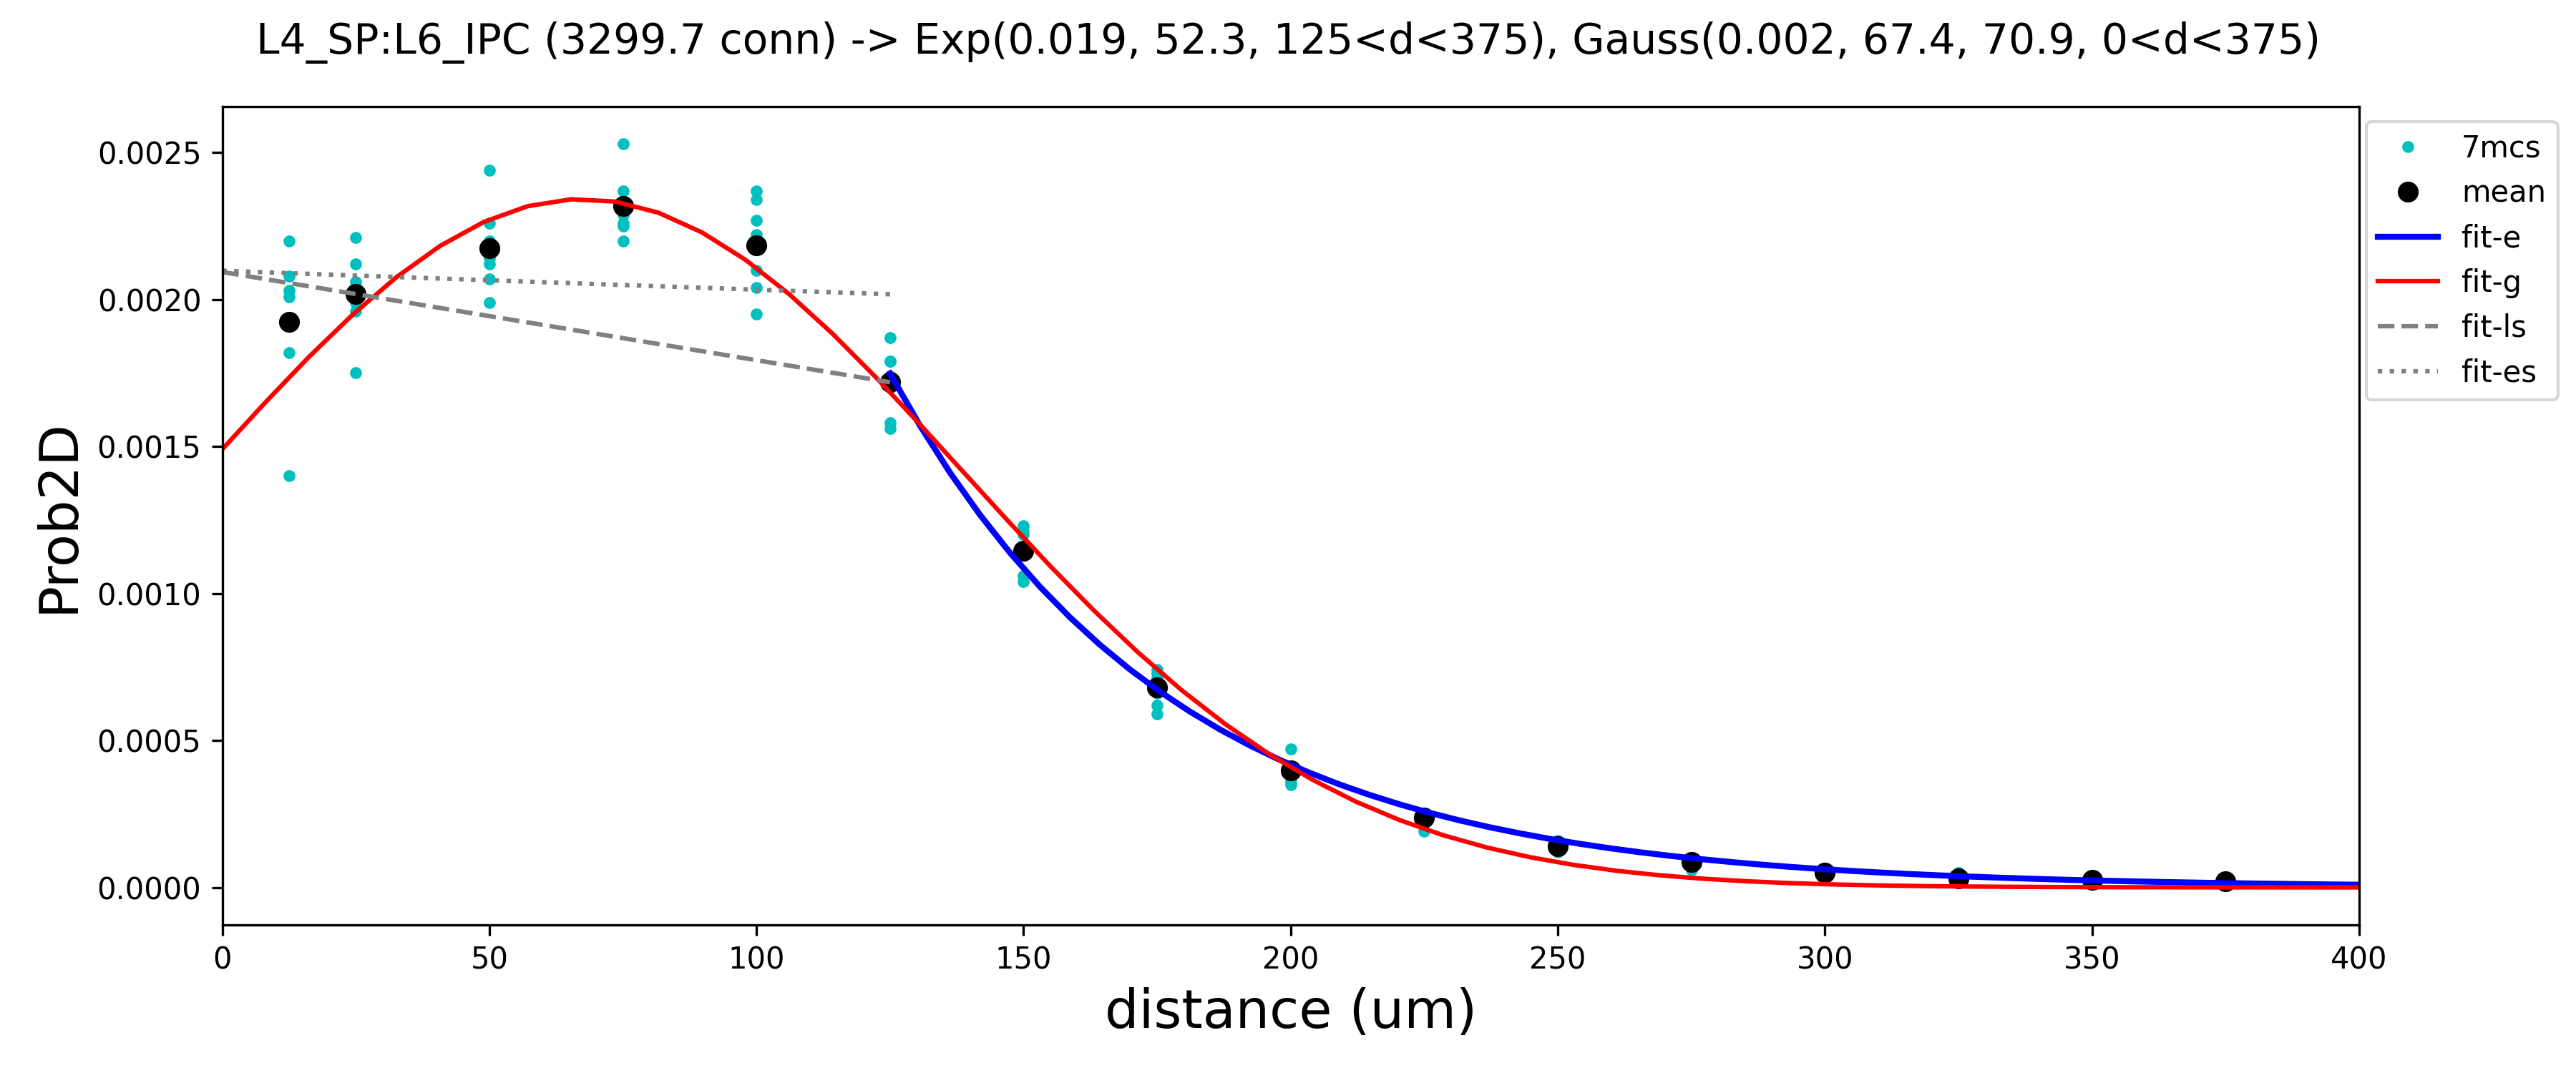 L4_SP:L6_IPC (3299.7 conn) -> Exp(0.019, 52.3, 125<d<375), Gauss(0.002, 67.4, 70.9, 0<d<375)
Prob2D
0.0025
0.0020
0.0015
0.0010
0.0005
0.0000
0 50 100 150 200 250 300 350 400
distance (um)
7mcs
mean
fit-e
fit-g
fit-ls
fit-es